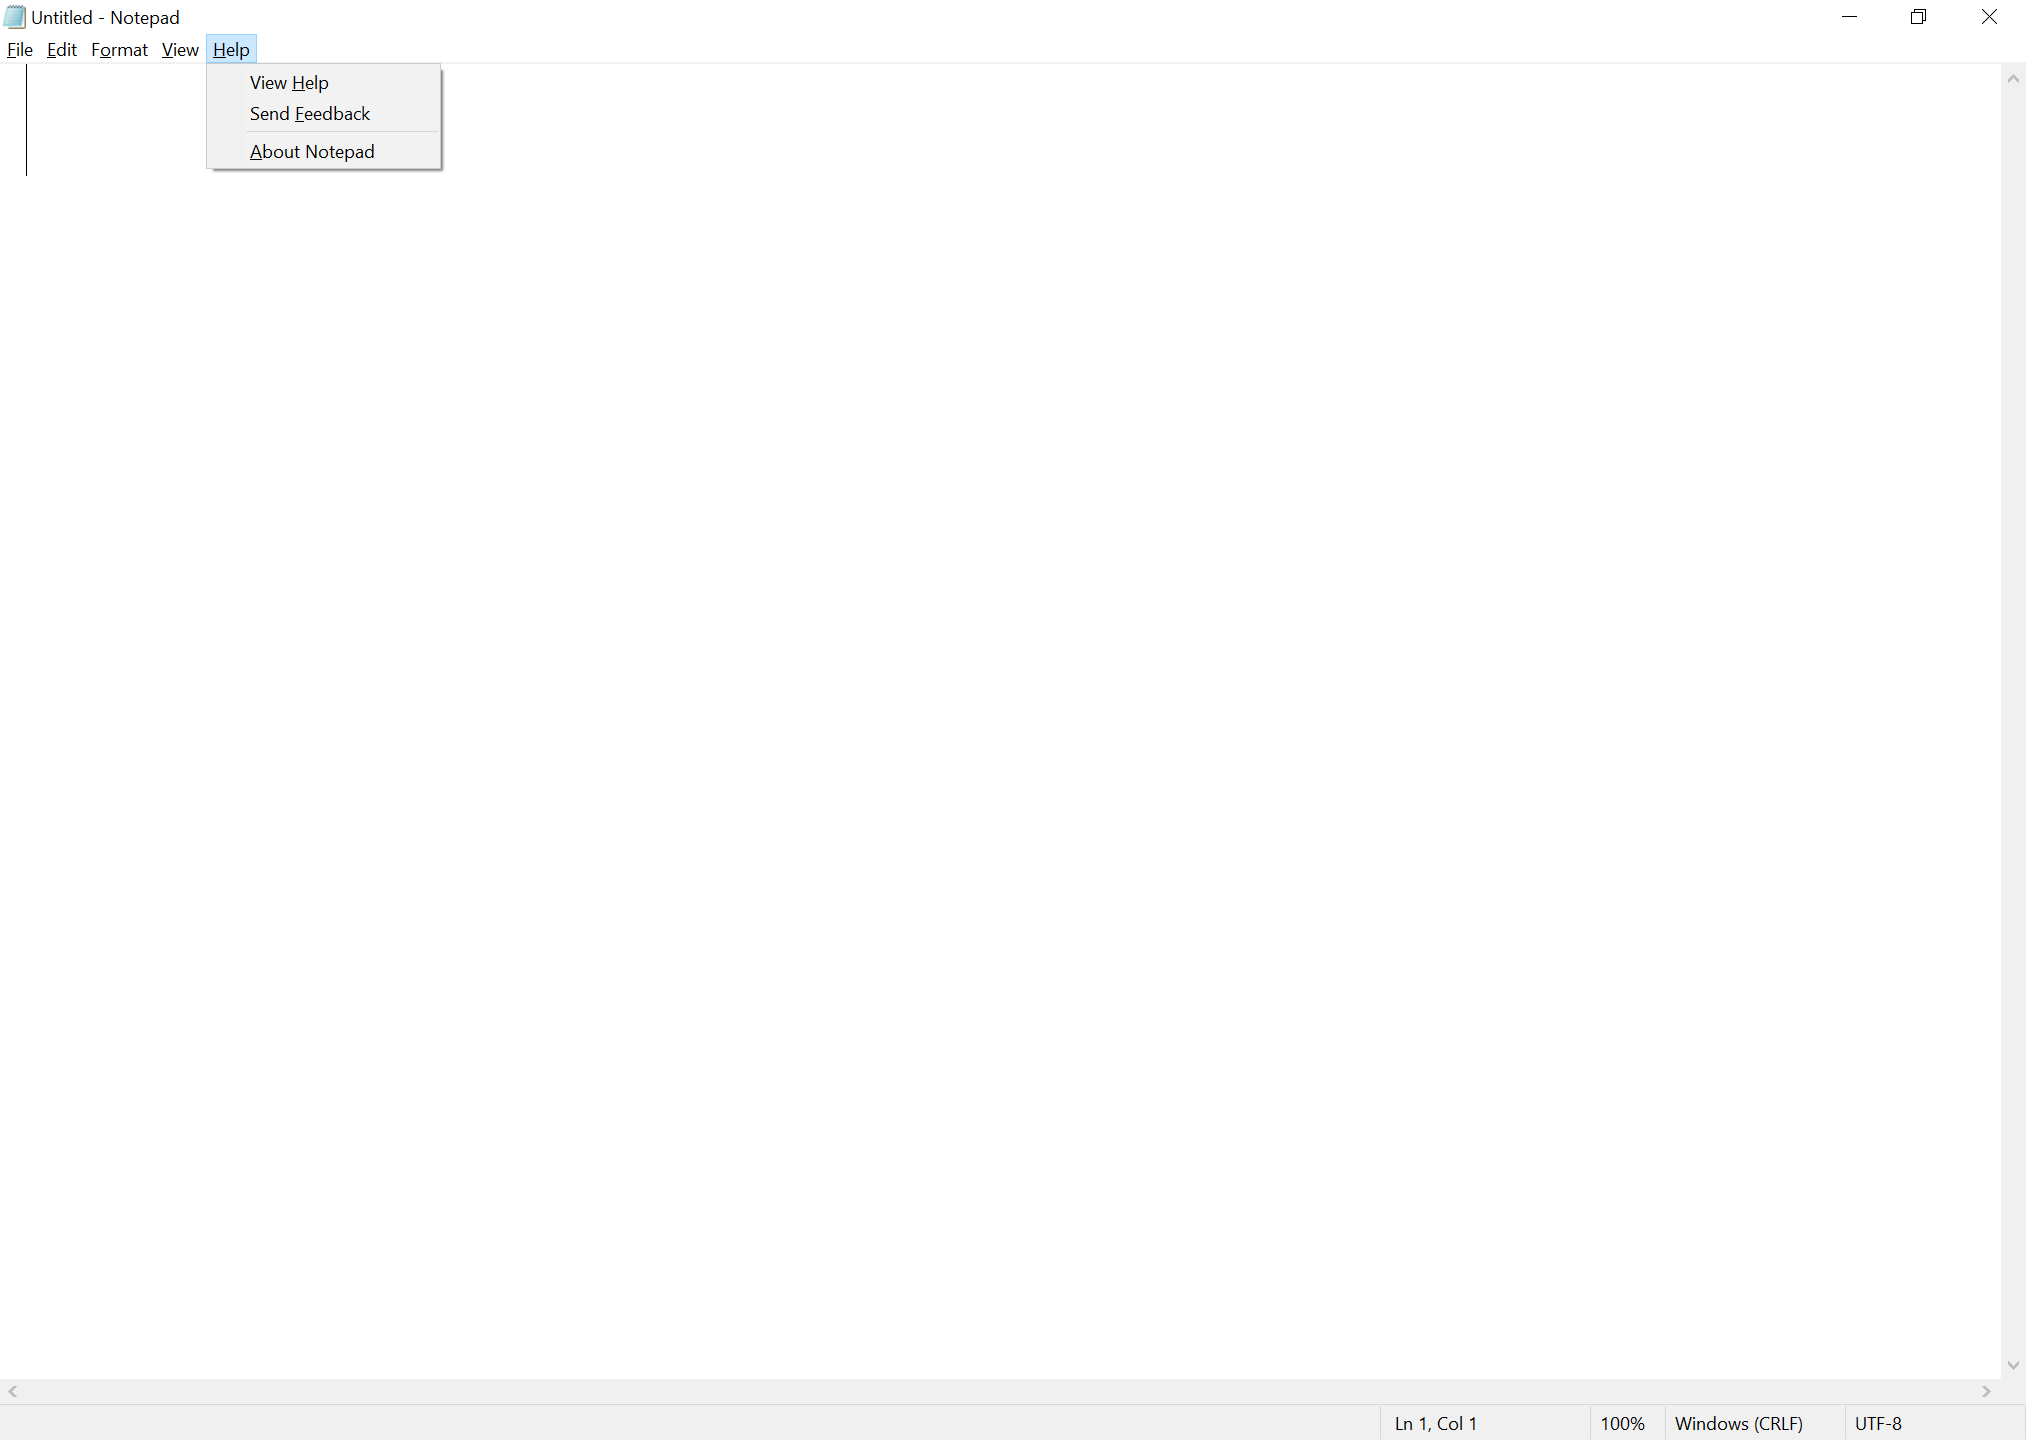 Untitled - Notepad
File Edit Format View Help
View Help
Send Feedback
About Notepad
Ln 1, Col 1 100% Windows (CRLF) UTF-8